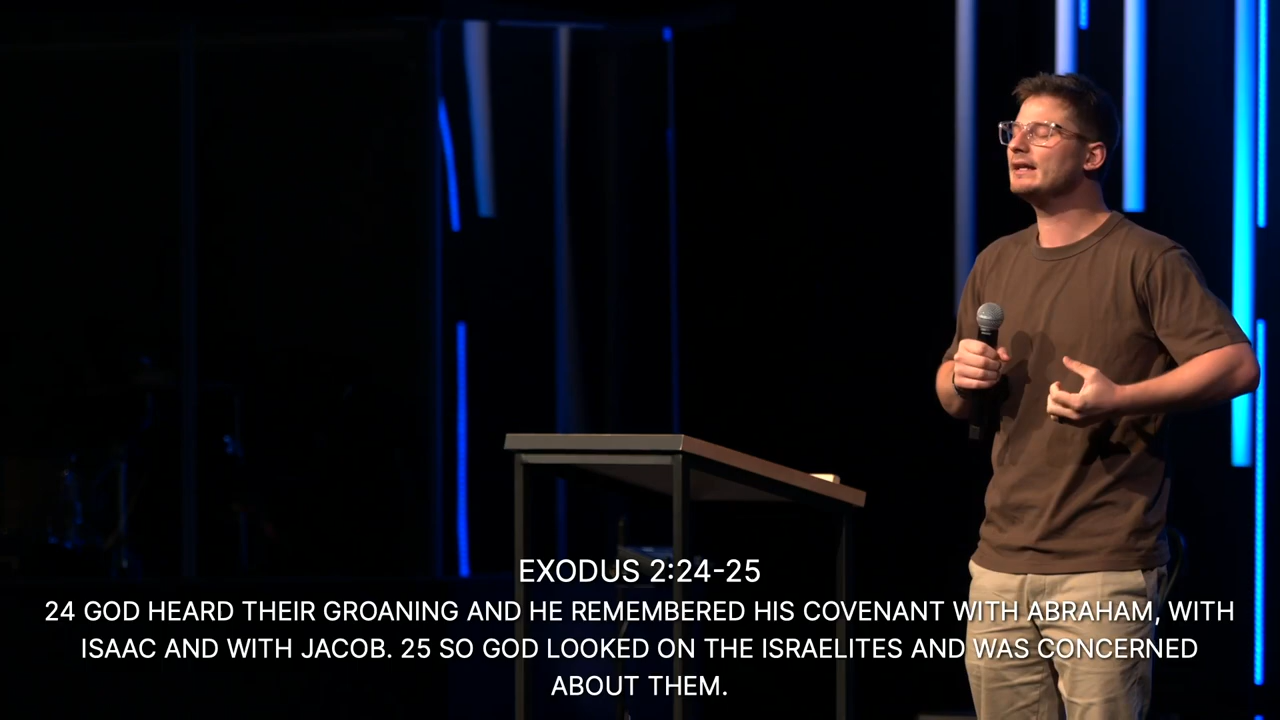 EXODUS 2:24-25
24 GOD HEARD THEIR GROANING AND HE REMEMBERED HIS COVENANT WITH ABRAHAM, WITH
ISAAC AND WITH JACOB. 25 SO GOD LOOKED ON THE ISRAELITES AND WAS CONCERNED
ABOUT THEM.